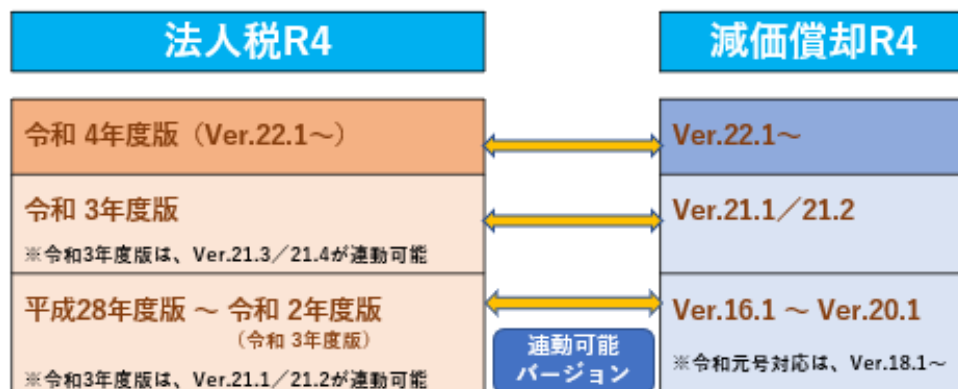 法人税R4
減価償却R4
令和 4年度版（Ver.22.1～）
Ver.22.1～
令和 3年度版
※令和3年度版は、Ver.21.3／21.4が連動可能
Ver.21.1／21.2
平成28年度版 ～ 令和 2年度版
（令和 3年度版）
※令和3年度版は、Ver.21.1／21.2が連動可能
連動可能
バージョン
Ver.16.1 ～ Ver.20.1
※令和元号対応は、Ver.18.1～